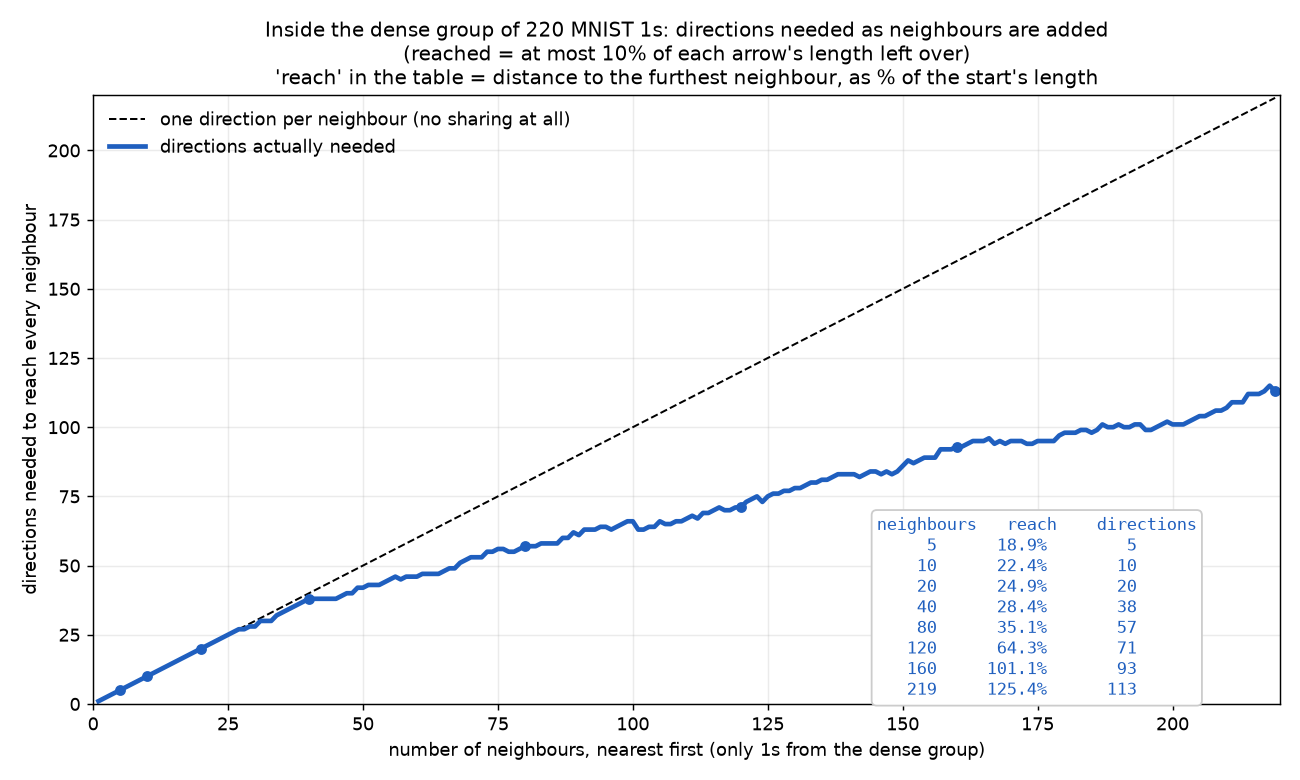 Inside the dense group of 220 MNIST 1s: directions needed as neighbours are added
(reached = at most 10% of each arrow's length left over)
'reach' in the table = distance to the furthest neighbour, as % of the start's length
one direction per neighbour (no sharing at all)
directions actually needed
directions needed to reach every neighbour
200
175
150
125
100
75
50
25
0
neighbours reach directions
5 18.9% 5
10 22.4% 10
20 24.9% 20
40 28.4% 38
80 35.1% 57
120 64.3% 71
160 101.1% 93
219 125.4% 113
0 25 50 75 100 125 150 175 200
number of neighbours, nearest first (only 1s from the dense group)